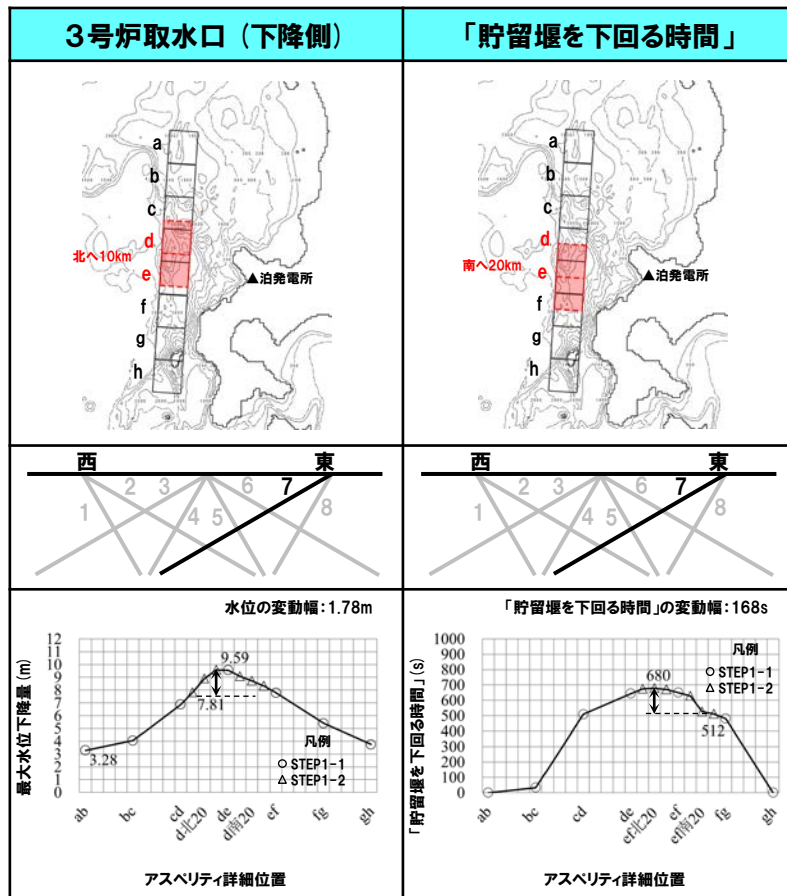 3号炉取水口（下降側）
「貯留堰を下回る時間」
a
b
c
d
北へ10km
e
▲泊発電所
f
g
h
a
b
c
d
南へ20km
e
▲泊発電所
f
g
h
西
東
1
2
3
4
5
6
7
8
西
東
1
2
3
4
5
6
7
8
水位の変動幅：1.78m
最大水位下降量（m）
12
11
10
9
8
7
6
5
4
3
2
1
0
9.59
7.81
3.28
凡例
○ STEP1-1
△ STEP1-2
ab
bc
cd
d-北20
de
d南20
ef
fg
gh
アスペリティ詳細位置
「貯留堰を下回る時間」の変動幅：168s
「貯留堰を下回る時間」（s）
1000
900
800
700
600
500
400
300
200
100
0
680
512
凡例
○ STEP1-1
△ STEP1-2
ab
bc
cd
de
ef-北20
ef
ef南20
fg
gh
アスペリティ詳細位置